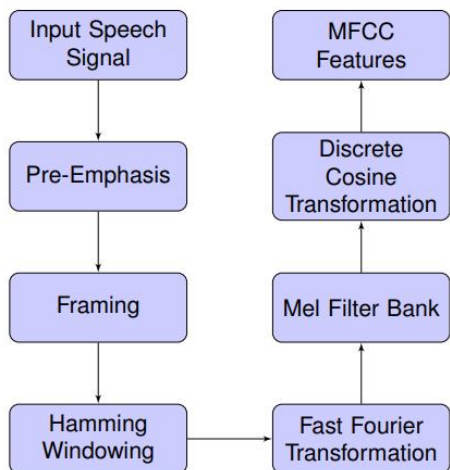 Input Speech
Signal
Pre-Emphasis
Framing
Hamming
Windowing
Fast Fourier
Transformation
Mel Filter Bank
Discrete
Cosine
Transformation
MFCC
Features